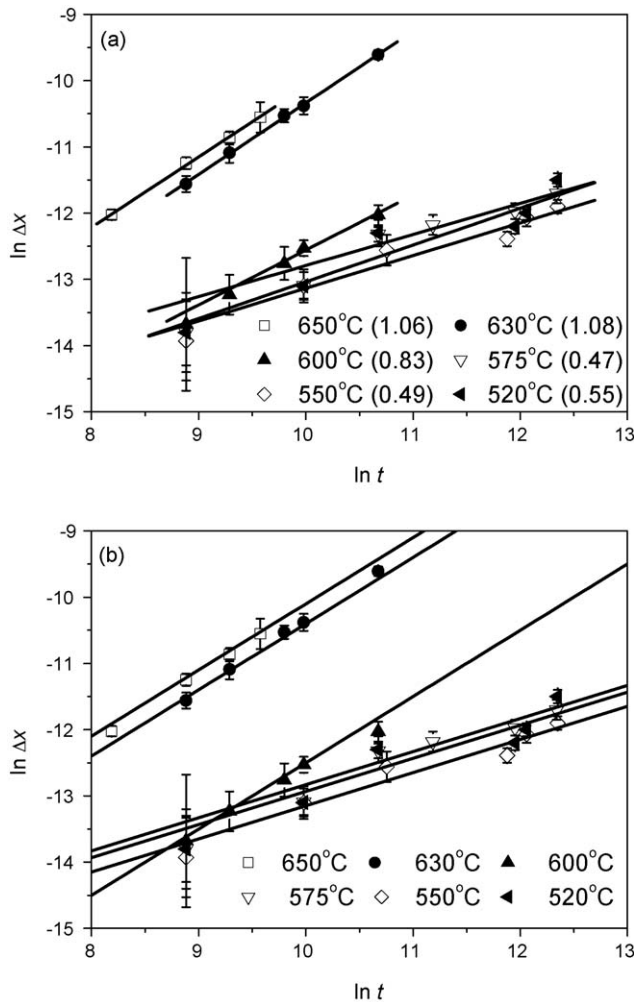 -9
(a)
-10
-11
-12
-13
-14
-15
ln Δx
□ 650°C (1.06) ● 630°C (1.08)
▲ 600°C (0.83) ▽ 575°C (0.47)
◇ 550°C (0.49) ◀ 520°C (0.55)
8 9 10 11 12 13
ln t
-9
(b)
-10
-11
-12
-13
-14
-15
ln Δx
□ 650°C ● 630°C ▲ 600°C
▽ 575°C ◇ 550°C ◀ 520°C
8 9 10 11 12 13
ln t